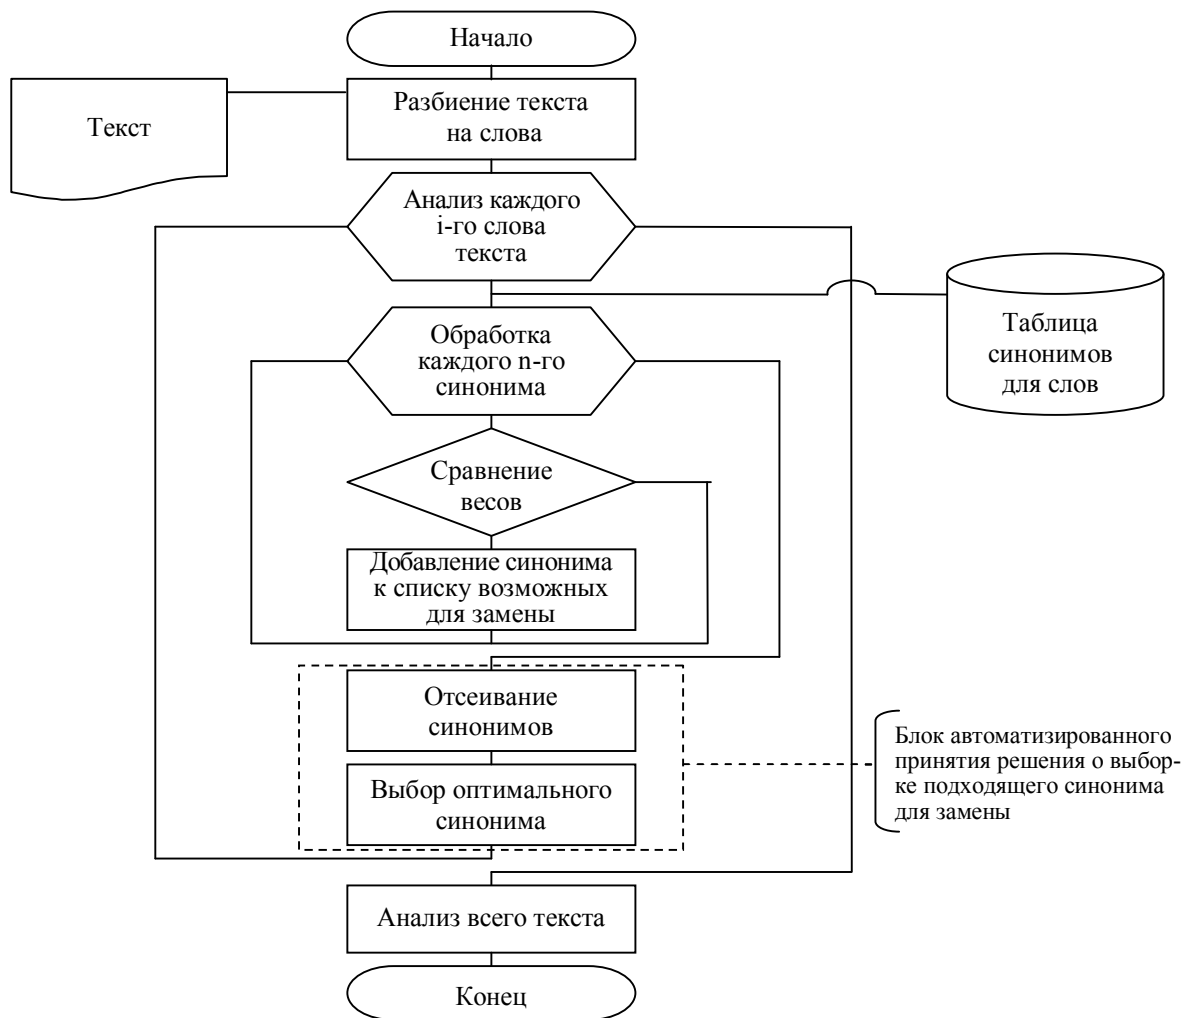 Начало
Текст
Разбиение текста
на слова
Анализ каждого
i-го слова
текста
Обработка
каждого n-го
синонима
Таблица
синонимов
для слов
Сравнение
весов
Добавление синонима
к списку возможных
для замены
Отсеивание
синонимов
Выбор оптимального
синонима
Блок автоматизированного
принятия решения о выбор-
ке подходящего синонима
для замены
Анализ всего текста
Конец